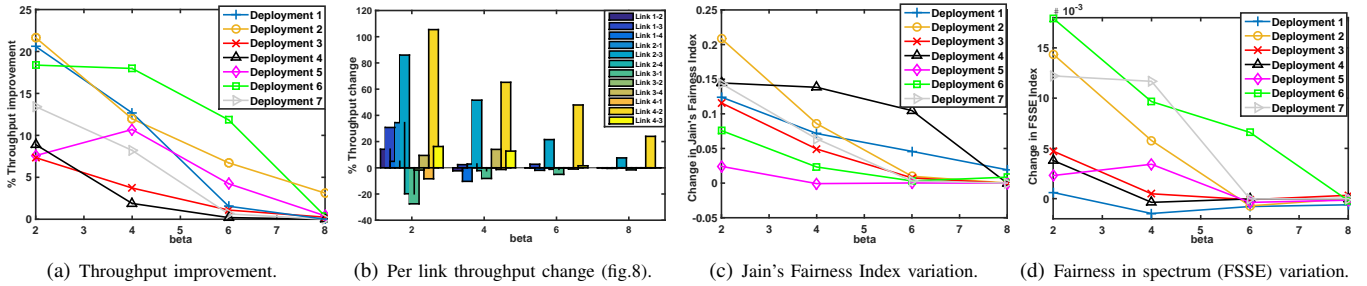 % Throughput improvement
25
20
15
10
5
0
2
3
4
5
6
7
8
beta
Deployment 1
Deployment 2
Deployment 3
Deployment 4
Deployment 5
Deployment 6
Deployment 7
(a) Throughput improvement.
% Throughput change
120
100
80
60
40
20
0
-20
-40
2
4
6
8
beta
Link 1-2
Link 1-3
Link 1-4
Link 2-1
Link 2-3
Link 2-4
Link 3-1
Link 3-2
Link 3-4
Link 4-1
Link 4-2
Link 4-3
(b) Per link throughput change (fig.8).
Change in Jain's Fairness Index
0.25
0.2
0.15
0.1
0.05
0
-0.05
2
3
4
5
6
7
8
beta
Deployment 1
Deployment 2
Deployment 3
Deployment 4
Deployment 5
Deployment 6
Deployment 7
(c) Jain's Fairness Index variation.
Change in FSSE Index
10⁻³
15
10
5
0
2
3
4
5
6
7
8
beta
Deployment 1
Deployment 2
Deployment 3
Deployment 4
Deployment 5
Deployment 6
Deployment 7
(d) Fairness in spectrum (FSSE) variation.